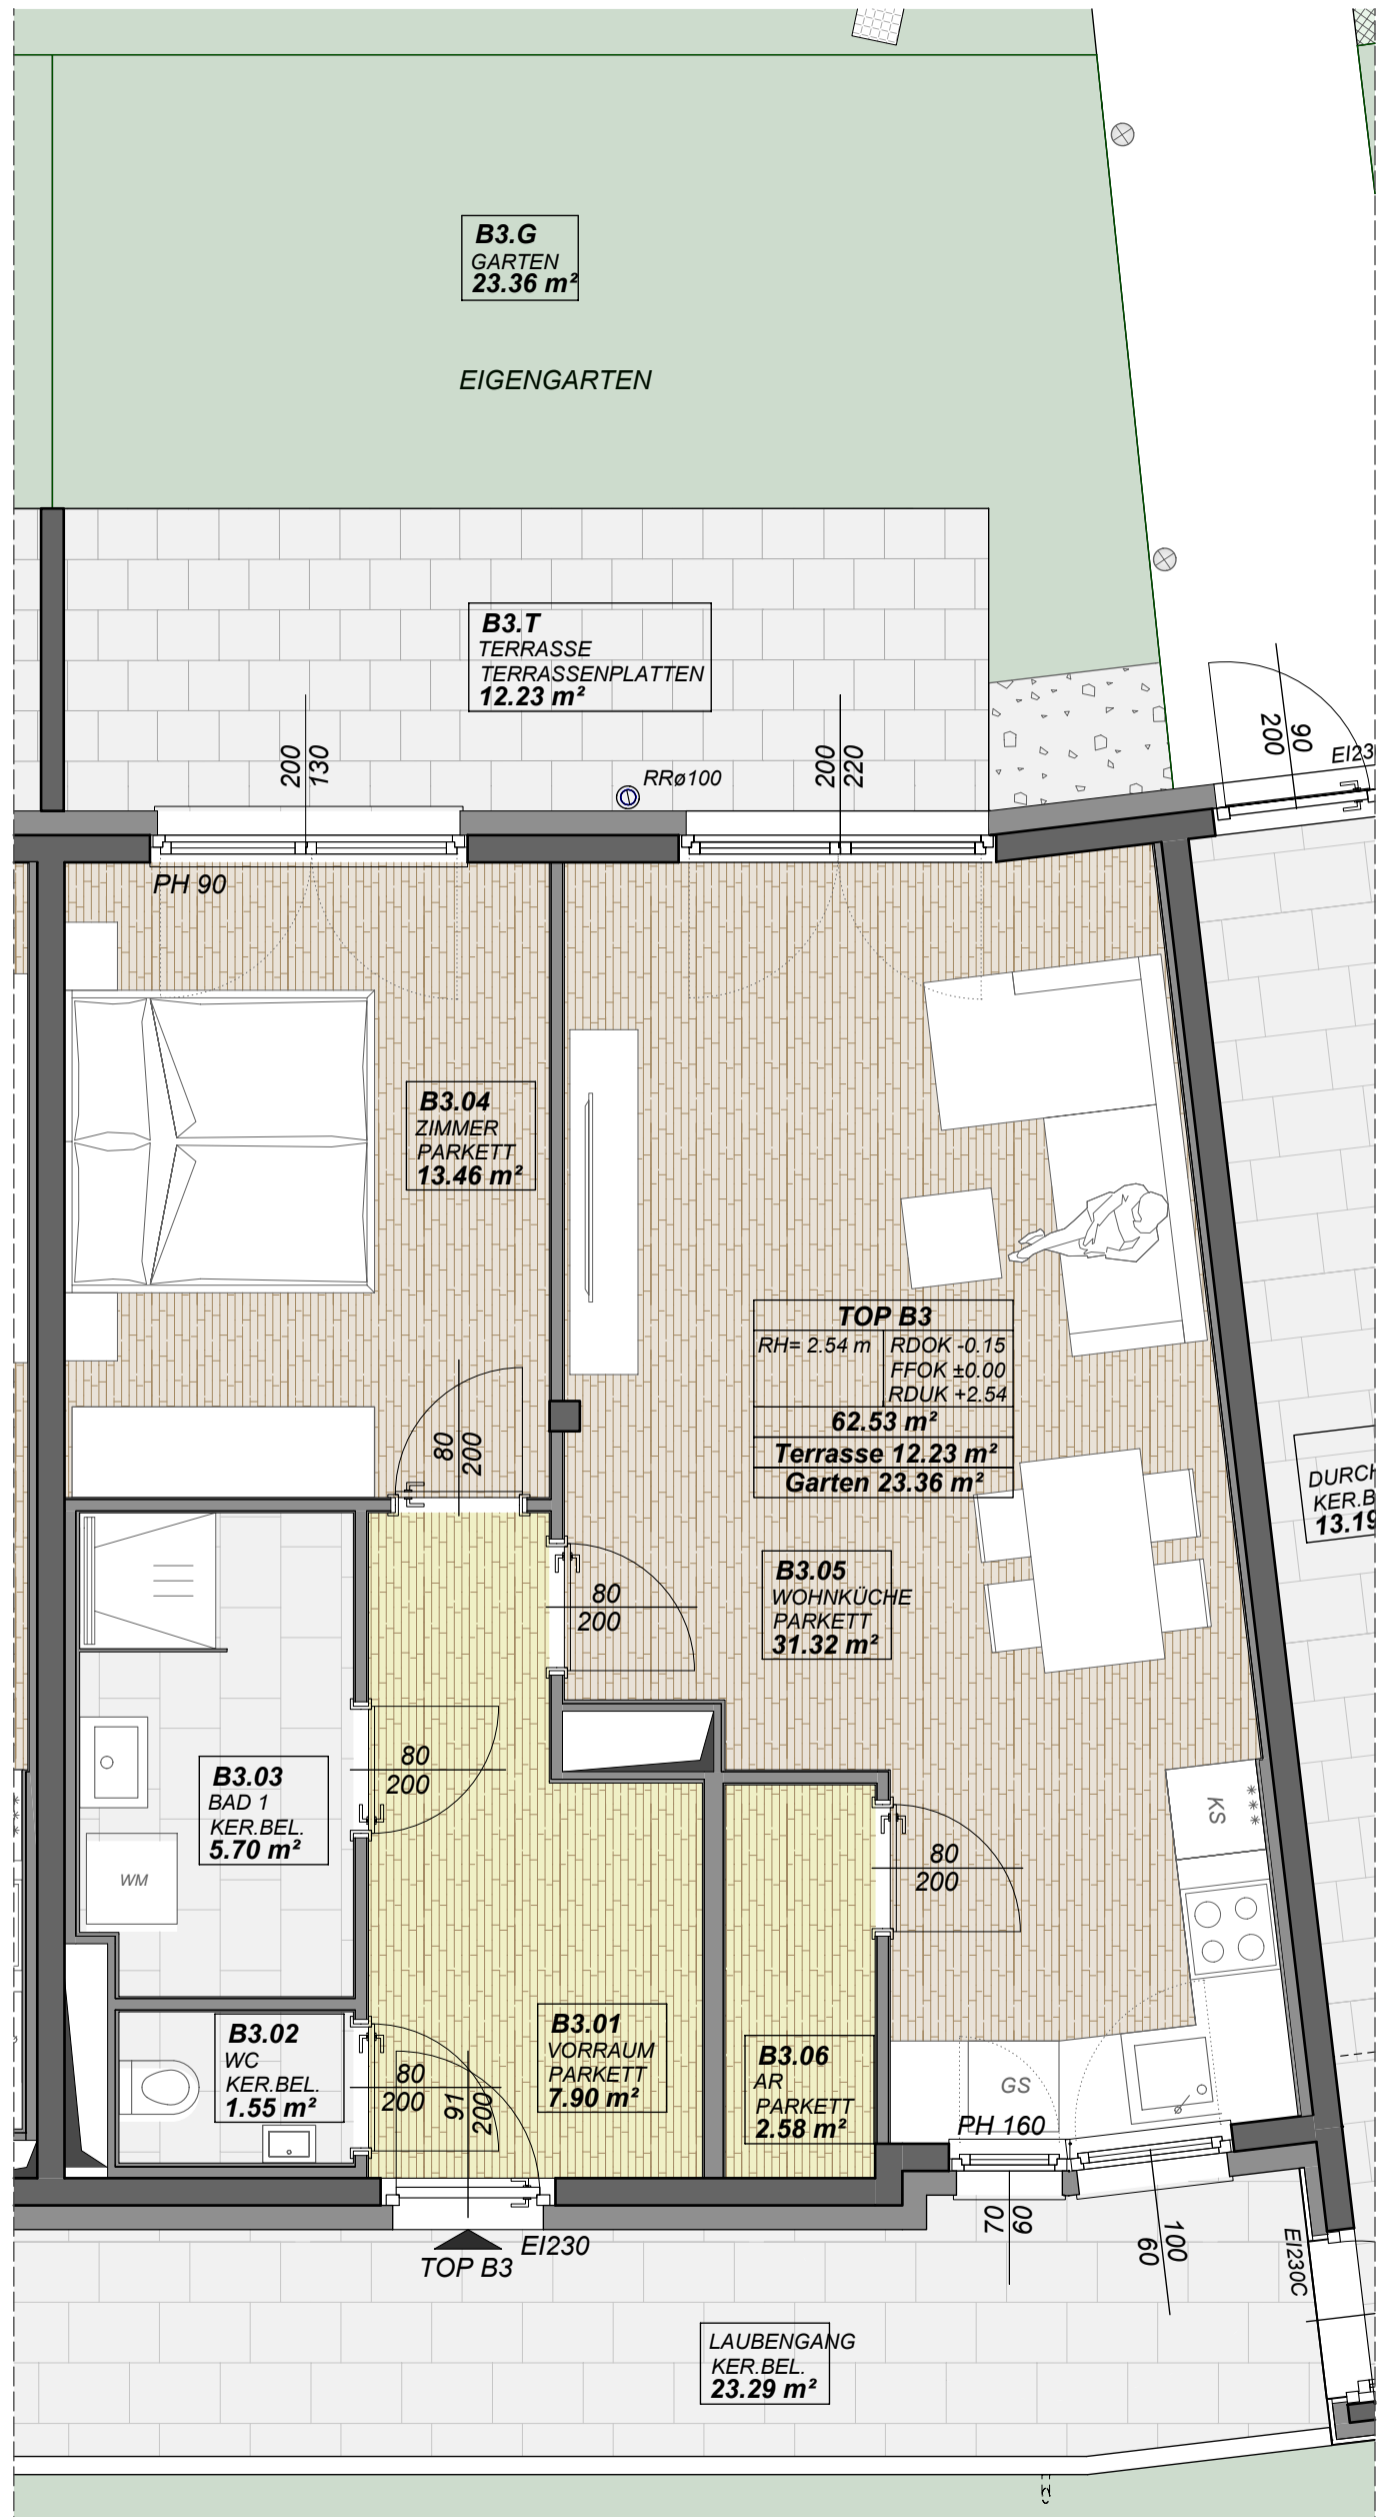 B3.G
GARTEN
23.36 m²
EIGENGARTEN
B3.T
TERRASSE
TERRASSENPLATTEN
12.23 m²
200
130
RRø100
200
220
90
200
EI23
PH 90
B3.04
ZIMMER
PARKETT
13.46 m²
TOP B3
RH= 2.54 m
RDOK -0.15
FFOK ±0.00
RDUK +2.54
62.53 m²
Terrasse 12.23 m²
Garten 23.36 m²
80
200
DURCH
KER.B
13.19
B3.05
WOHNKÜCHE
PARKETT
31.32 m²
80
200
80
200
B3.03
BAD 1
KER.BEL.
5.70 m²
WM
KS
***
80
200
B3.02
WC
KER.BEL.
1.55 m²
80
200
91
200
B3.01
VORRAUM
PARKETT
7.90 m²
B3.06
AR
PARKETT
2.58 m²
GS
PH 160
60
70
100
60
EI230C
EI230
TOP B3
LAUBENGANG
KER.BEL.
23.29 m²